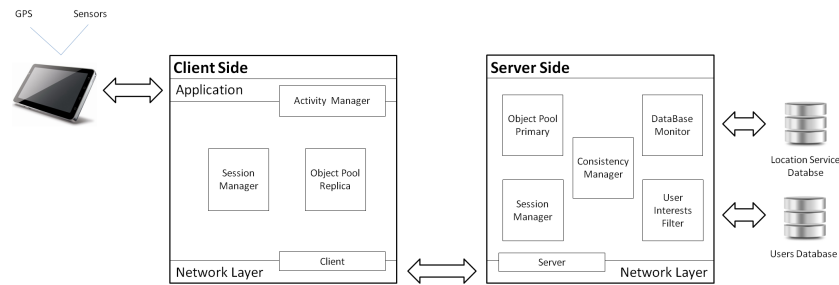 GPS
Sensors
Client Side
Application
Activity Manager
Session
Manager
Object Pool
Replica
Client
Network Layer
Server Side
Object Pool
Primary
DataBase
Monitor
Consistency
Manager
Session
Manager
User
Interests
Filter
Server
Network Layer
Location Service
Databse
Users Database